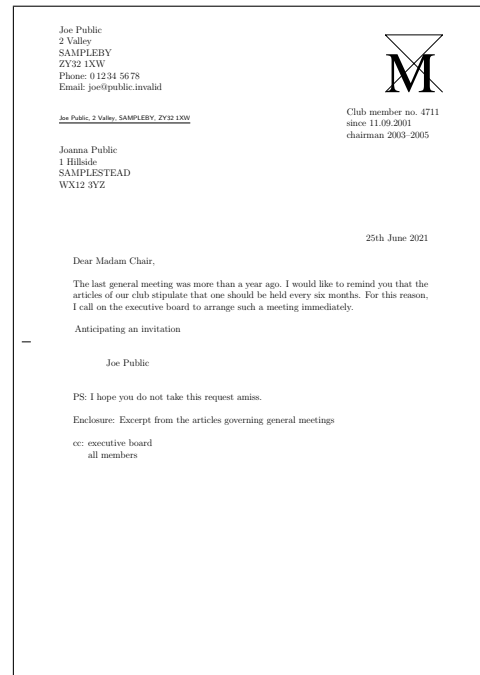 Joe Public
2 Valley
SAMPLEBY
ZY32 1XW
Phone: 0 12 34 56 78
Email: joe@public.invalid
M
Club member no. 4711
since 11.09.2001
chairman 2003–2005
Joe Public, 2 Valley, SAMPLEBY, ZY32 1XW
Joanna Public
1 Hillside
SAMPLESTEAD
WX12 3YZ
25th June 2021
Dear Madam Chair,
The last general meeting was more than a year ago. I would like to remind you that the
articles of our club stipulate that one should be held every six months. For this reason,
I call on the executive board to arrange such a meeting immediately.
Anticipating an invitation
Joe Public
PS: I hope you do not take this request amiss.
Enclosure: Excerpt from the articles governing general meetings
cc: executive board
all members